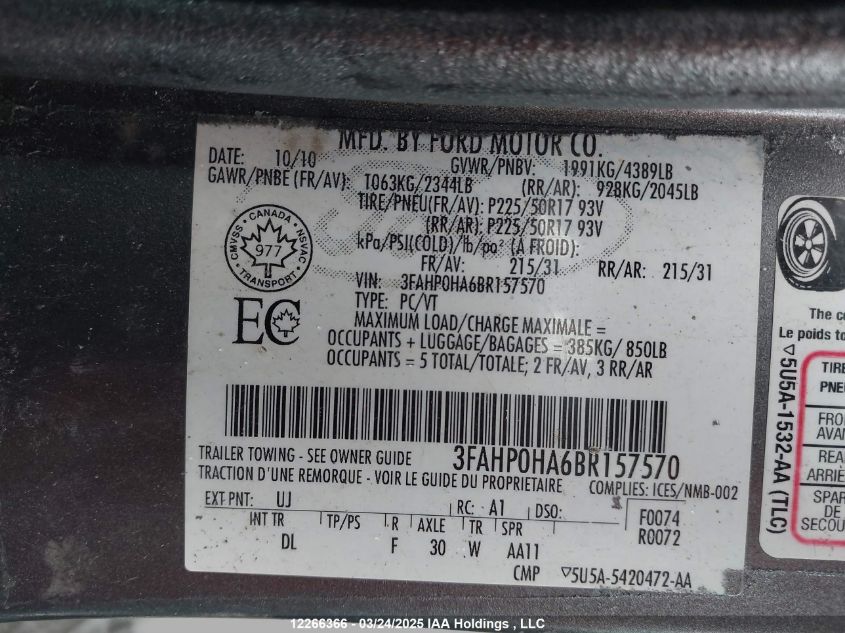 MFD. BY FORD MOTOR CO.
DATE: 10/10 GVWR/PNBV: 1991KG/4389LB
GAWR/PNBE (FR/AV): 1063KG/2344LB (RR/AR): 928KG/2045LB
TIRE/PNEU(FR/AV): P225/50R17 93V
(RR/AR): P225/50R17 93V
kPa/PSI(COLD)/lb/po² (À FROID):
FR/AV: 215/31 RR/AR: 215/31
VIN: 3FAHP0HA6BR157570
TYPE: PC/VT
MAXIMUM LOAD/CHARGE MAXIMALE =
OCCUPANTS + LUGGAGE/BAGAGES = 385KG/ 850LB
OCCUPANTS = 5 TOTAL/TOTALE; 2 FR/AV, 3 RR/AR
CMVSS · CANADA · NSVAC
977
TRANSPORT
EC
TRAILER TOWING - SEE OWNER GUIDE 3FAHP0HA6BR157570
TRACTION D'UNE REMORQUE - VOIR LE GUIDE DU PROPRIETAIRE COMPLIES: ICES/NMB-002
EXT PNT: UJ RC: A1 DSO: F0074
INT TR TP/PS R AXLE TR SPR R0072
DL F 30 W AA11
CMP ▽5U5A-5420472-AA
The co
Le poids to
▽5U5A-1532-AA (TLC)
TIRE
PNEU
FRO
AVAN
REA
ARRIÈ
SPAR
DE
SECOU
12266366 - 03/24/2025 IAA Holdings , LLC